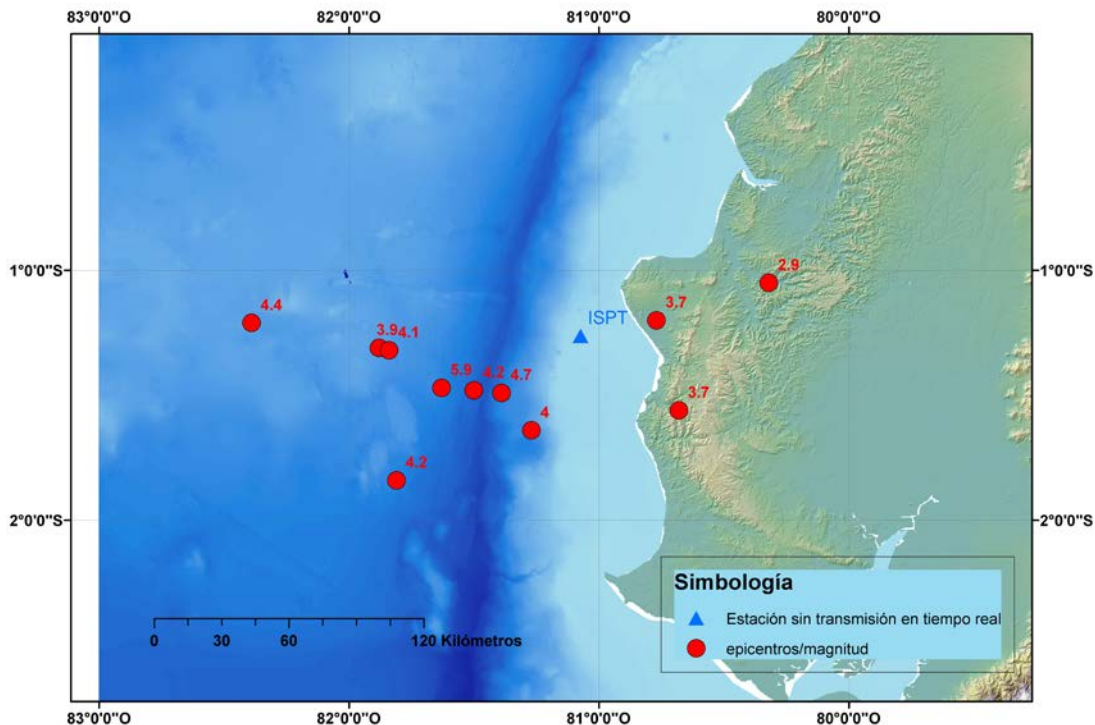 83°0'0"O 82°0'0"O 81°0'0"O 80°0'0"O
1°0'0"S 1°0'0"S
2.9
4.4
3.7
ISPT
3.9 4.1
5.9 4.2 4.7
3.7
4
4.2
2°0'0"S 2°0'0"S
Simbología
Estación sin transmisión en tiempo real
epicentros/magnitud
0 30 60 120 Kilómetros
83°0'0"O 82°0'0"O 81°0'0"O 80°0'0"O